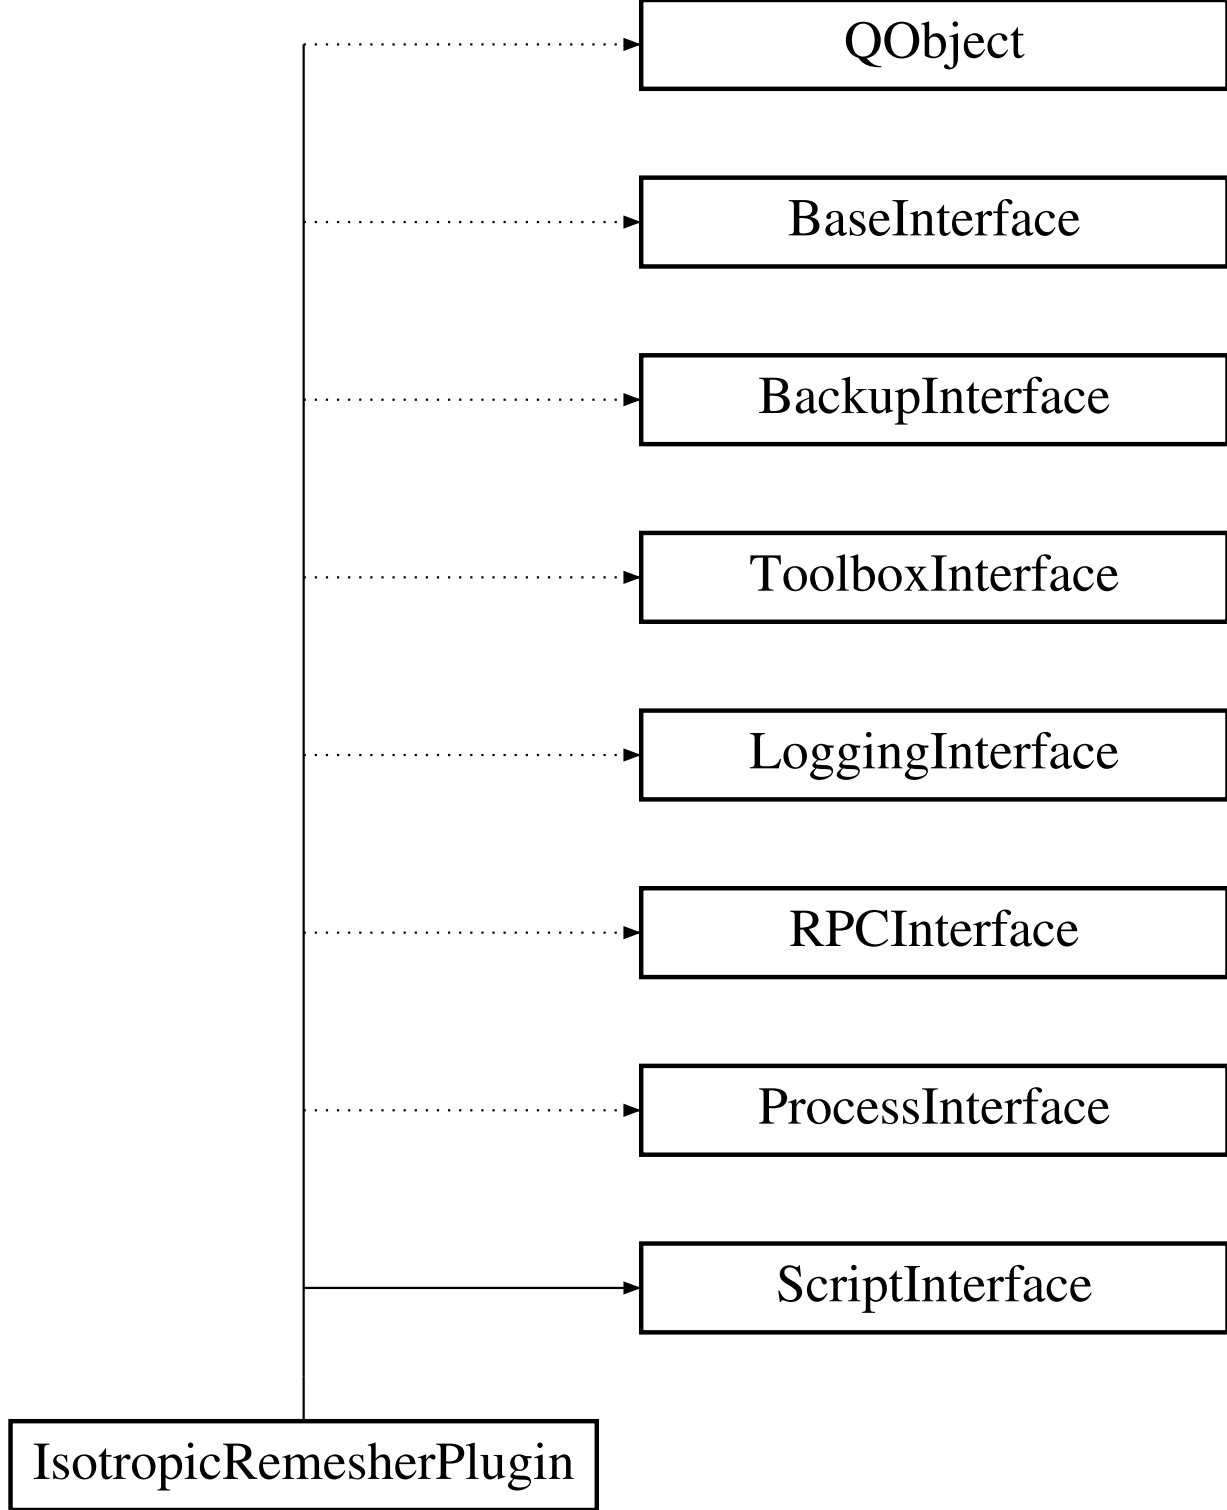 QObject
BaseInterface
BackupInterface
ToolboxInterface
LoggingInterface
RPCInterface
ProcessInterface
ScriptInterface
IsotropicRemesherPlugin